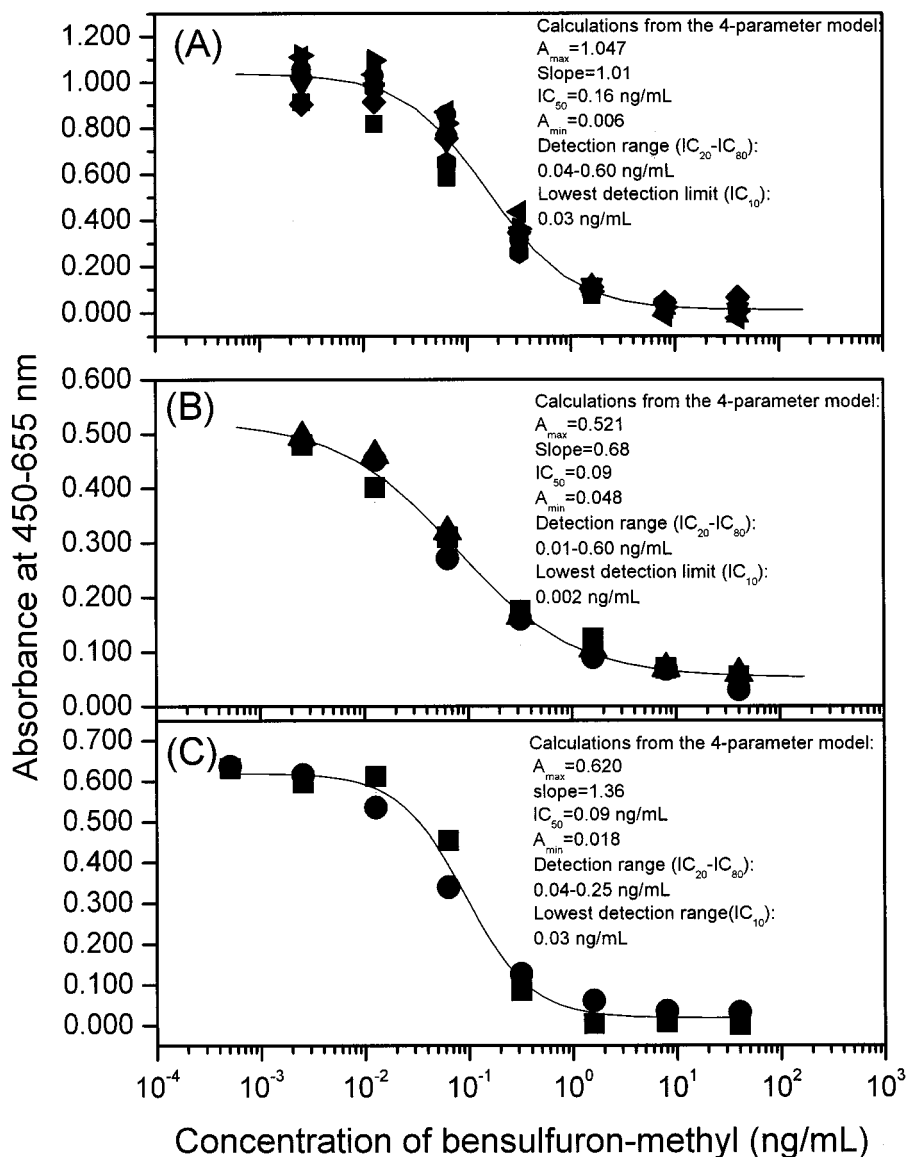 Absorbance at 450-655 nm
(A)
1.200
1.000
0.800
0.600
0.400
0.200
0.000
Calculations from the 4-parameter model:
Amax=1.047
Slope=1.01
IC50=0.16 ng/mL
Amin=0.006
Detection range (IC20-IC80):
0.04-0.60 ng/mL
Lowest detection limit (IC10):
0.03 ng/mL
(B)
0.600
0.500
0.400
0.300
0.200
0.100
0.000
Calculations from the 4-parameter model:
Amax=0.521
Slope=0.68
IC50=0.09
Amin=0.048
Detection range (IC20-IC80):
0.01-0.60 ng/mL
Lowest detection limit (IC10):
0.002 ng/mL
(C)
0.700
0.600
0.500
0.400
0.300
0.200
0.100
0.000
Calculations from the 4-parameter model:
Amax=0.620
slope=1.36
IC50=0.09 ng/mL
Amin=0.018
Detection range (IC20-IC80):
0.04-0.25 ng/mL
Lowest detection range(IC10):
0.03 ng/mL
10-4 10-3 10-2 10-1 100 101 102 103
Concentration of bensulfuron-methyl (ng/mL)